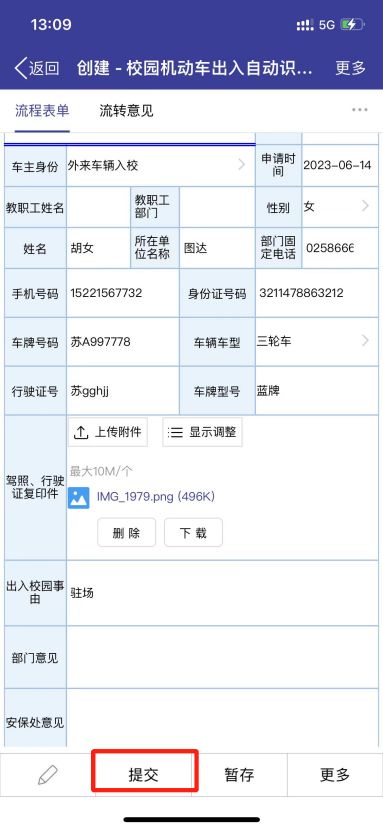 13:09
5G
返回
创建 - 校园机动车出入自动识...
更多
流程表单
流转意见
车主身份
外来车辆入校
申请时
间
2023-06-14
教职工姓名
教职工
部门
性别
女
姓名
胡女
所在单
位名称
图达
部门固
定电话
025866
手机号码
15221567732
身份证号码
3211478863212
车牌号码
苏A997778
车辆车型
三轮车
行驶证号
苏gghjj
车牌型号
蓝牌
驾照、行驶
证复印件
上传附件
显示调整
最大10M/个
IMG_1979.png (496K)
删 除
下 载
出入校园事
由
驻场
部门意见
安保处意见
提交
暂存
更多